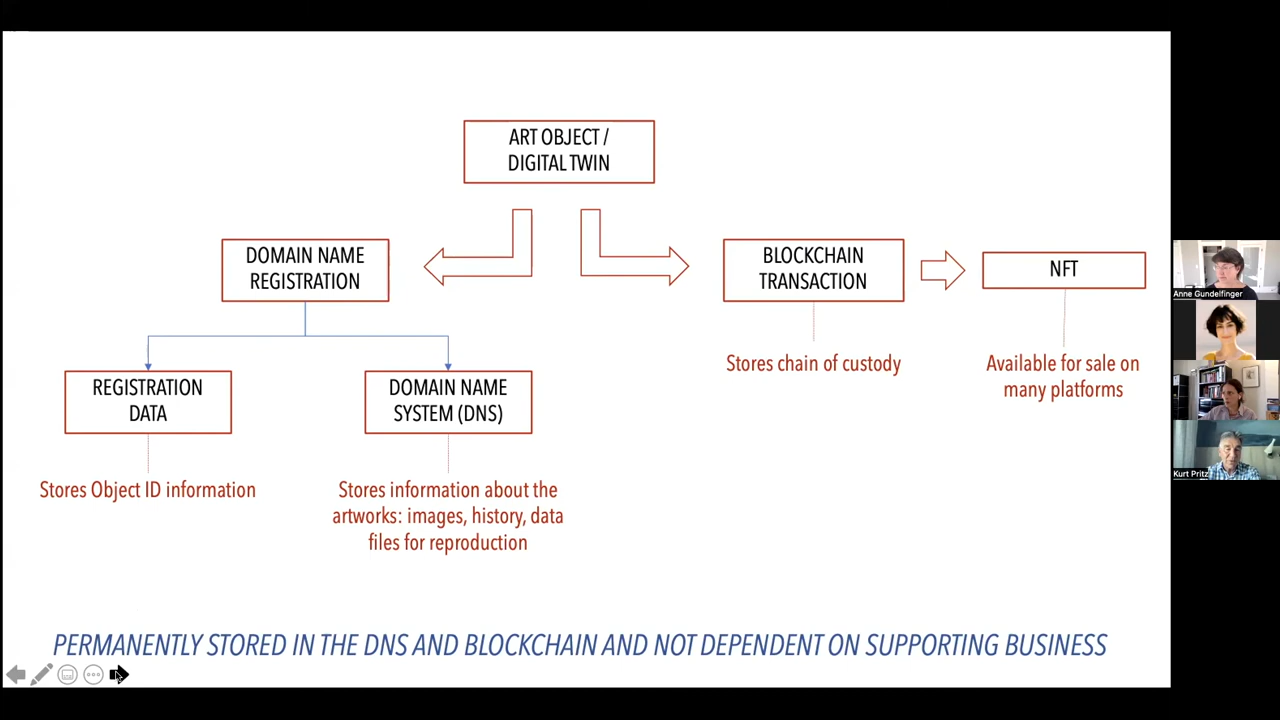 ART OBJECT /
DIGITAL TWIN
DOMAIN NAME
REGISTRATION
BLOCKCHAIN
TRANSACTION
NFT
Stores chain of custody
Available for sale on
many platforms
REGISTRATION
DATA
DOMAIN NAME
SYSTEM (DNS)
Stores Object ID information
Stores information about the
artworks: images, history, data
files for reproduction
PERMANENTLY STORED IN THE DNS AND BLOCKCHAIN AND NOT DEPENDENT ON SUPPORTING BUSINESS
Anne Gundelfinger
Kurt Pritz